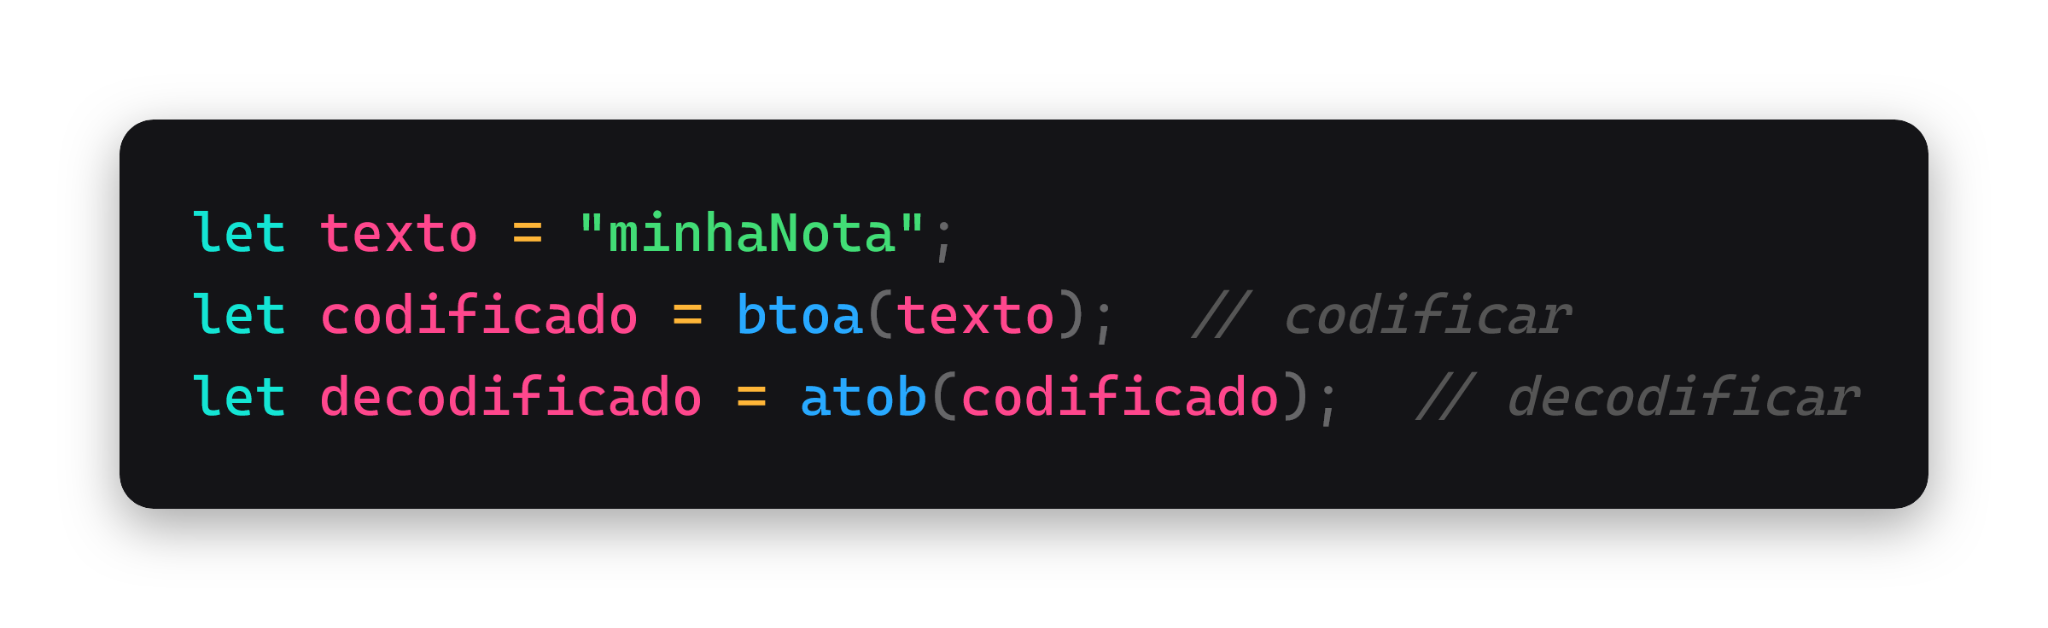 let texto = "minhaNota";
let codificado = btoa(texto);  // codificar
let decodificado = atob(codificado);  // decodificar